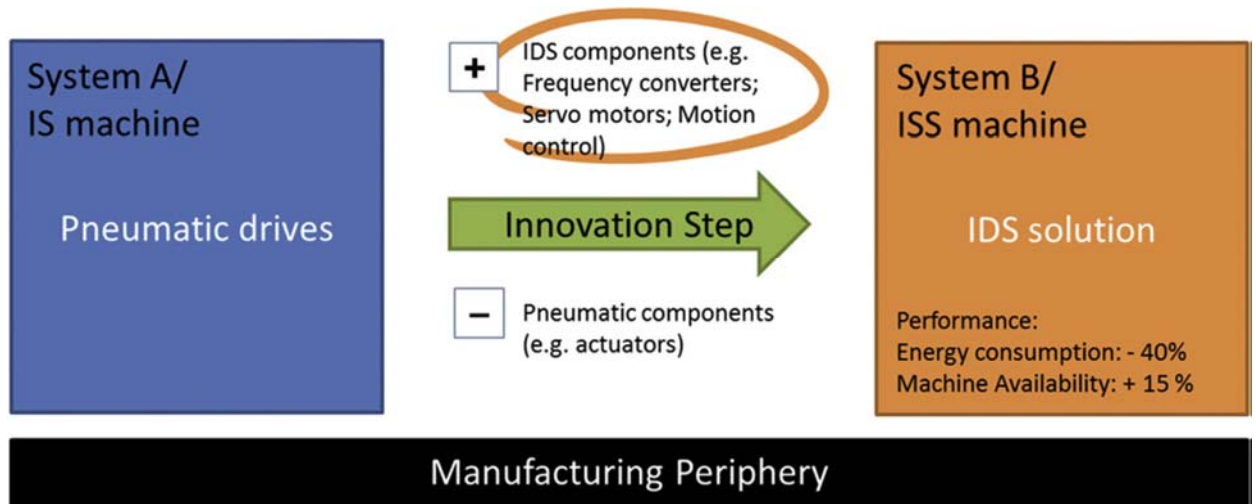 System A/
IS machine
Pneumatic drives
+
IDS components (e.g.
Frequency converters;
Servo motors; Motion
control)
Innovation Step
−
Pneumatic components
(e.g. actuators)
System B/
ISS machine
IDS solution
Performance:
Energy consumption: - 40%
Machine Availability: + 15 %
Manufacturing Periphery